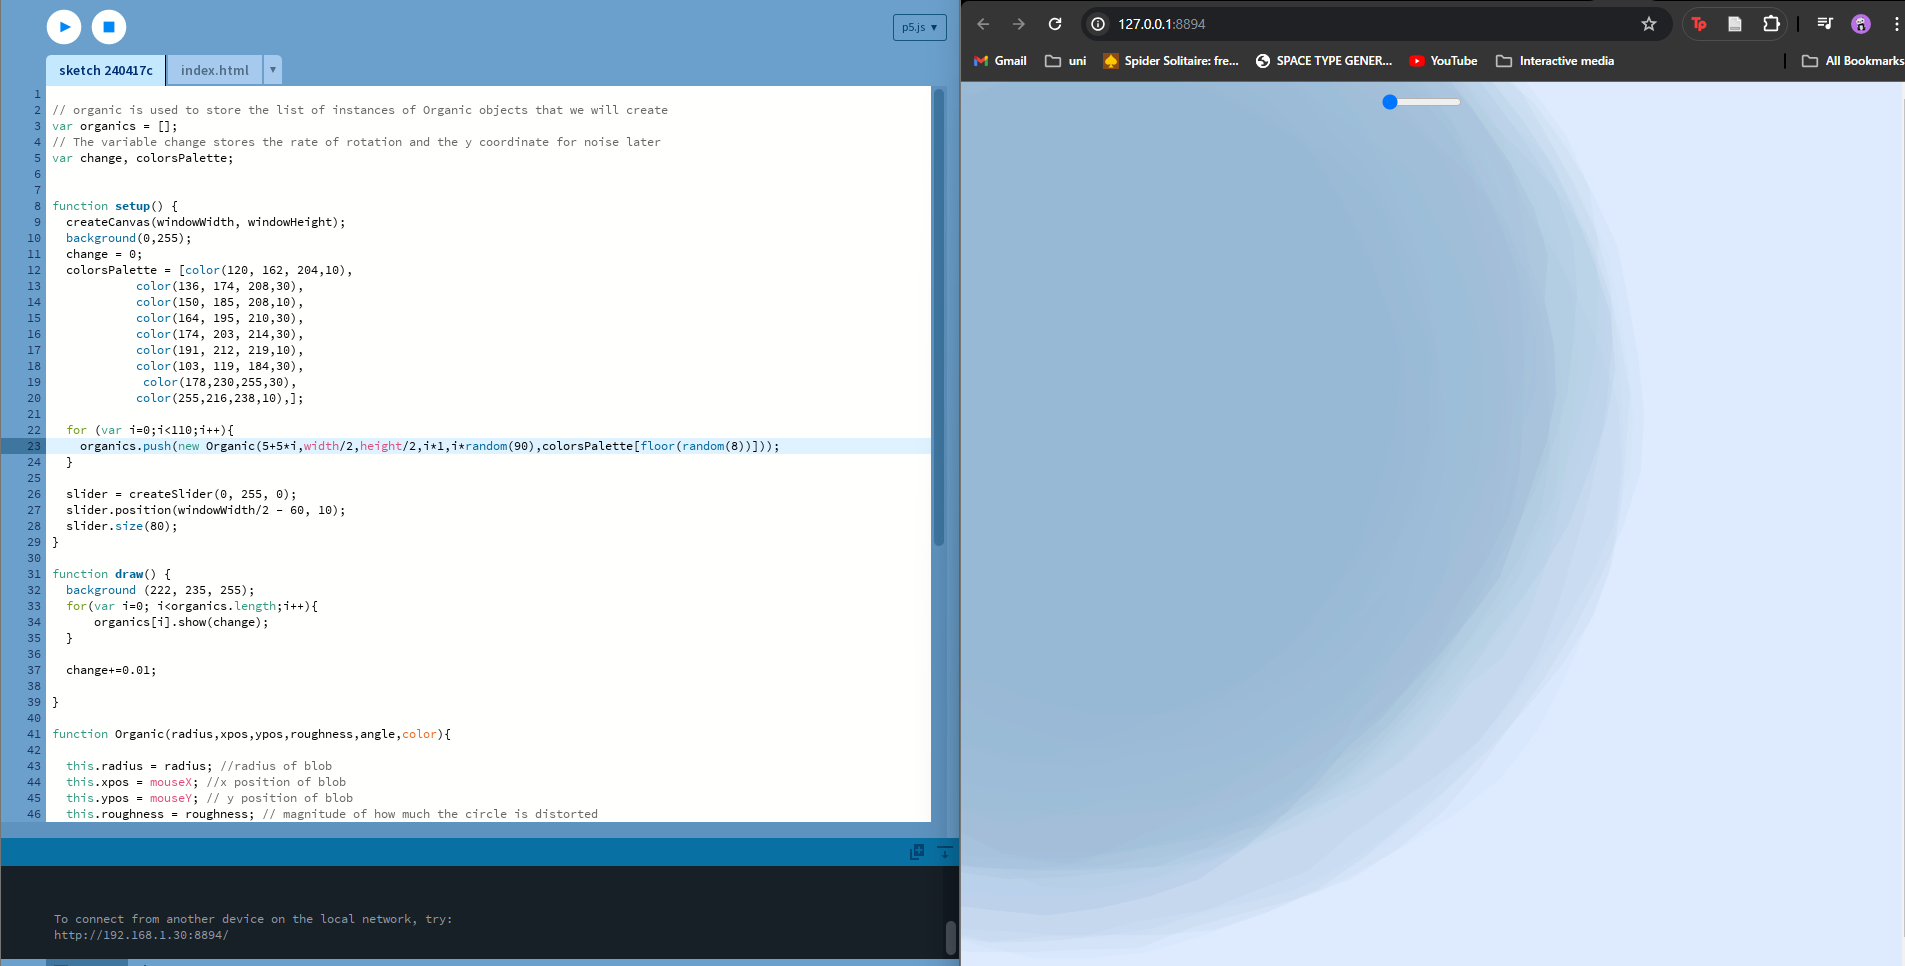 p5.js ▾
sketch 240417c
index.html
▾
1
2 // organic is used to store the list of instances of Organic objects that we will create
3 var organics = [];
4 // The variable change stores the rate of rotation and the y coordinate for noise later
5 var change, colorsPalette;
6
7
8 function setup() {
9 createCanvas(windowWidth, windowHeight);
10 background(0,255);
11 change = 0;
12 colorsPalette = [color(120, 162, 204,10),
13 color(136, 174, 208,30),
14 color(150, 185, 208,10),
15 color(164, 195, 210,30),
16 color(174, 203, 214,30),
17 color(191, 212, 219,10),
18 color(103, 119, 184,30),
19 color(178,230,255,30),
20 color(255,216,238,10),];
21
22 for (var i=0;i<110;i++){
23 organics.push(new Organic(5+5*i,width/2,height/2,i*1,i*random(90),colorsPalette[floor(random(8))]));
24 }
25
26 slider = createSlider(0, 255, 0);
27 slider.position(windowWidth/2 - 60, 10);
28 slider.size(80);
29 }
30
31 function draw() {
32 background (222, 235, 255);
33 for(var i=0; i<organics.length;i++){
34 organics[i].show(change);
35 }
36
37 change+=0.01;
38
39 }
40
41 function Organic(radius,xpos,ypos,roughness,angle,color){
42
43 this.radius = radius; //radius of blob
44 this.xpos = mouseX; //x position of blob
45 this.ypos = mouseY; // y position of blob
46 this.roughness = roughness; // magnitude of how much the circle is distorted
To connect from another device on the local network, try:
http://192.168.1.30:8894/
127.0.0.1:8894
Tp
Gmail
uni
Spider Solitaire: fre...
SPACE TYPE GENER...
YouTube
Interactive media
All Bookmarks